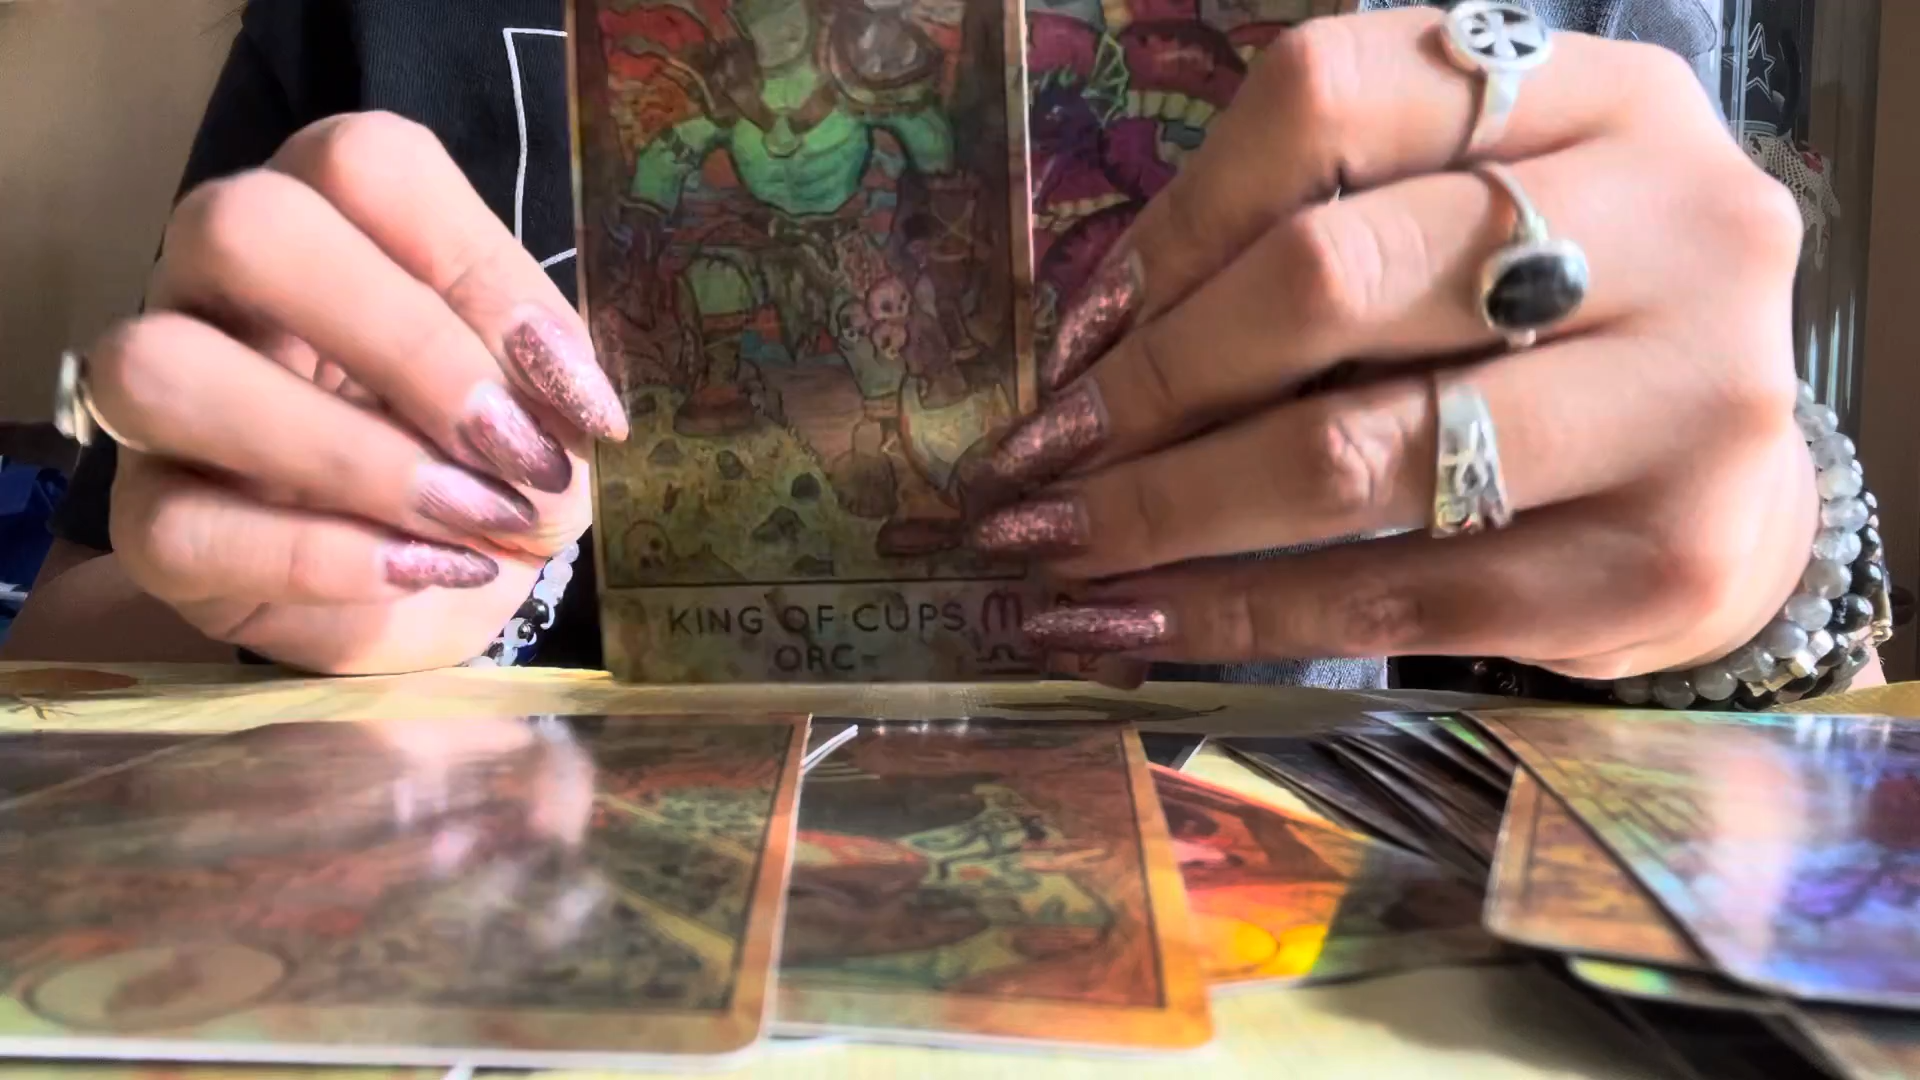 KING OF CUPS ♏
ORC ♎